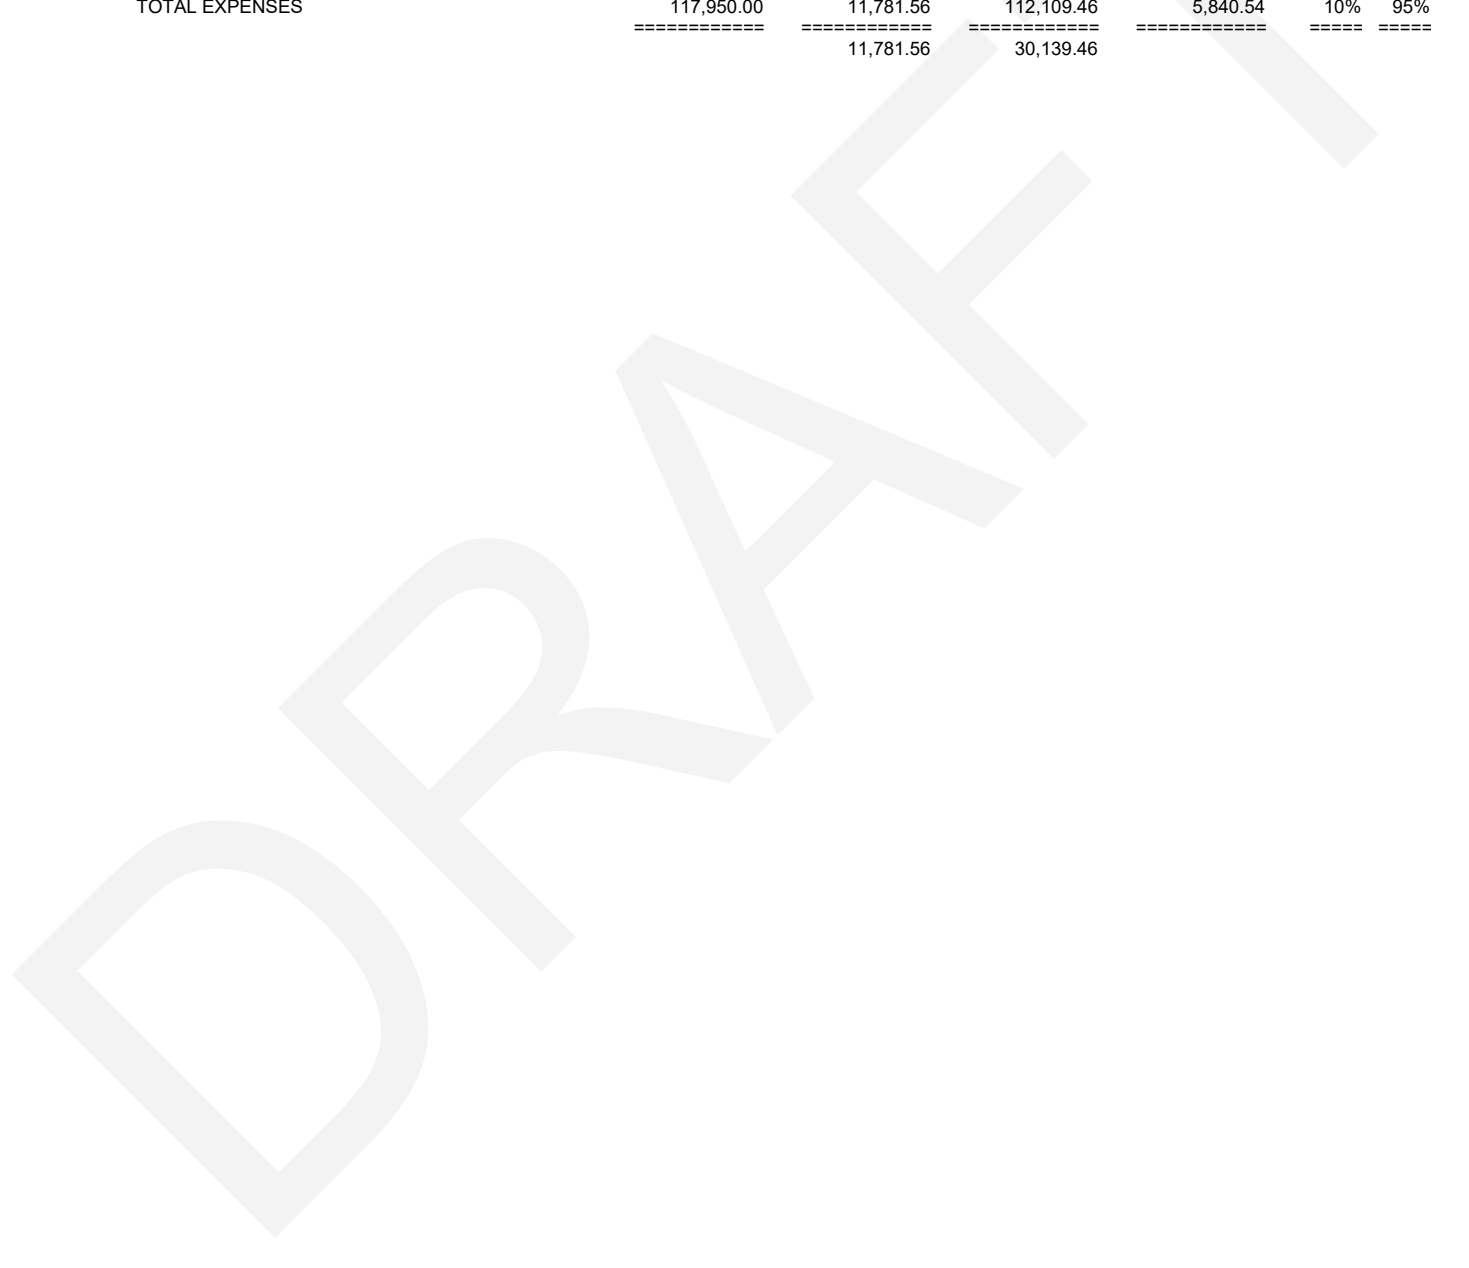 TOTAL EXPENSES 117,950.00 11,781.56 112,109.46 5,840.54 10% 95%
============ ============ ============ ============ ===== =====
11,781.56 30,139.46
DRAFT